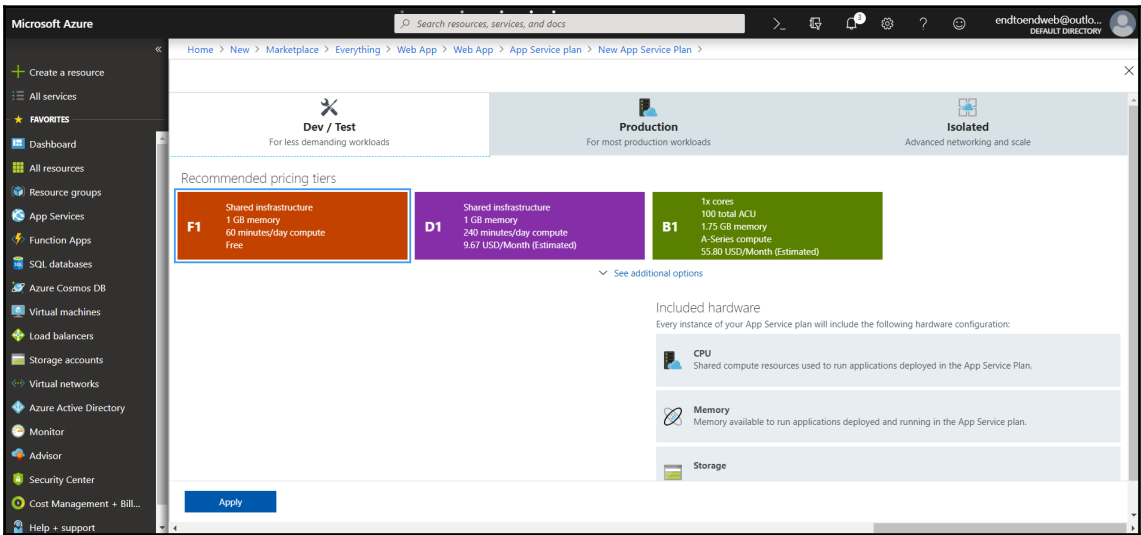 Microsoft Azure
Search resources, services, and docs
3
endtoendweb@outlo...
DEFAULT DIRECTORY
Home > New > Marketplace > Everything > Web App > Web App > App Service plan > New App Service Plan >
Create a resource
All services
FAVORITES
Dashboard
All resources
Resource groups
App Services
Function Apps
SQL databases
Azure Cosmos DB
Virtual machines
Load balancers
Storage accounts
Virtual networks
Azure Active Directory
Monitor
Advisor
Security Center
Cost Management + Bill...
Help + support
Dev / Test
For less demanding workloads
Production
For most production workloads
Isolated
Advanced networking and scale
Recommended pricing tiers
F1
Shared insfrastructure
1 GB memory
60 minutes/day compute
Free
D1
Shared insfrastructure
1 GB memory
240 minutes/day compute
9.67 USD/Month (Estimated)
B1
1x cores
100 total ACU
1.75 GB memory
A-Series compute
55.80 USD/Month (Estimated)
See additional options
Included hardware
Every instance of your App Service plan will include the following hardware configuration:
CPU
Shared compute resources used to run applications deployed in the App Service Plan.
Memory
Memory available to run applications deployed and running in the App Service plan.
Storage
Apply